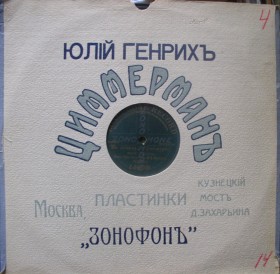 4
ЮЛІЙ ГЕНРИХЪ
ЦИММЕРМАНЪ
МОСКВА,
ПЛАСТИНКИ
КУЗНЕЦКІЙ
МОСТЪ
Д.ЗАХАРЬИНА
„ЗОНОФОНЪ"
14